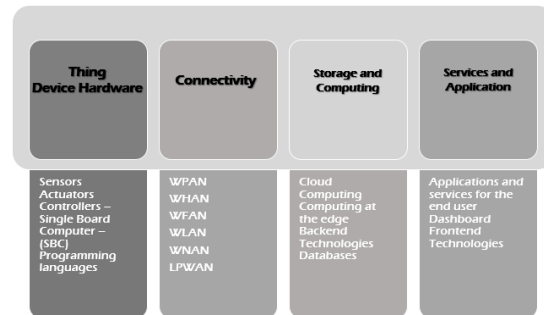 Thing
Device Hardware
Connectivity
Storage and
Computing
Services and
Application
Sensors
Actuators
Controllers –
Single Board
Computer –
(SBC)
Programming
languages
WPAN
WHAN
WFAN
WLAN
WNAN
LPWAN
Cloud
Computing
Computing at
the edge
Backend
Technologies
Databases
Applications and
services for the
end user
Dashboard
Frontend
Technologies